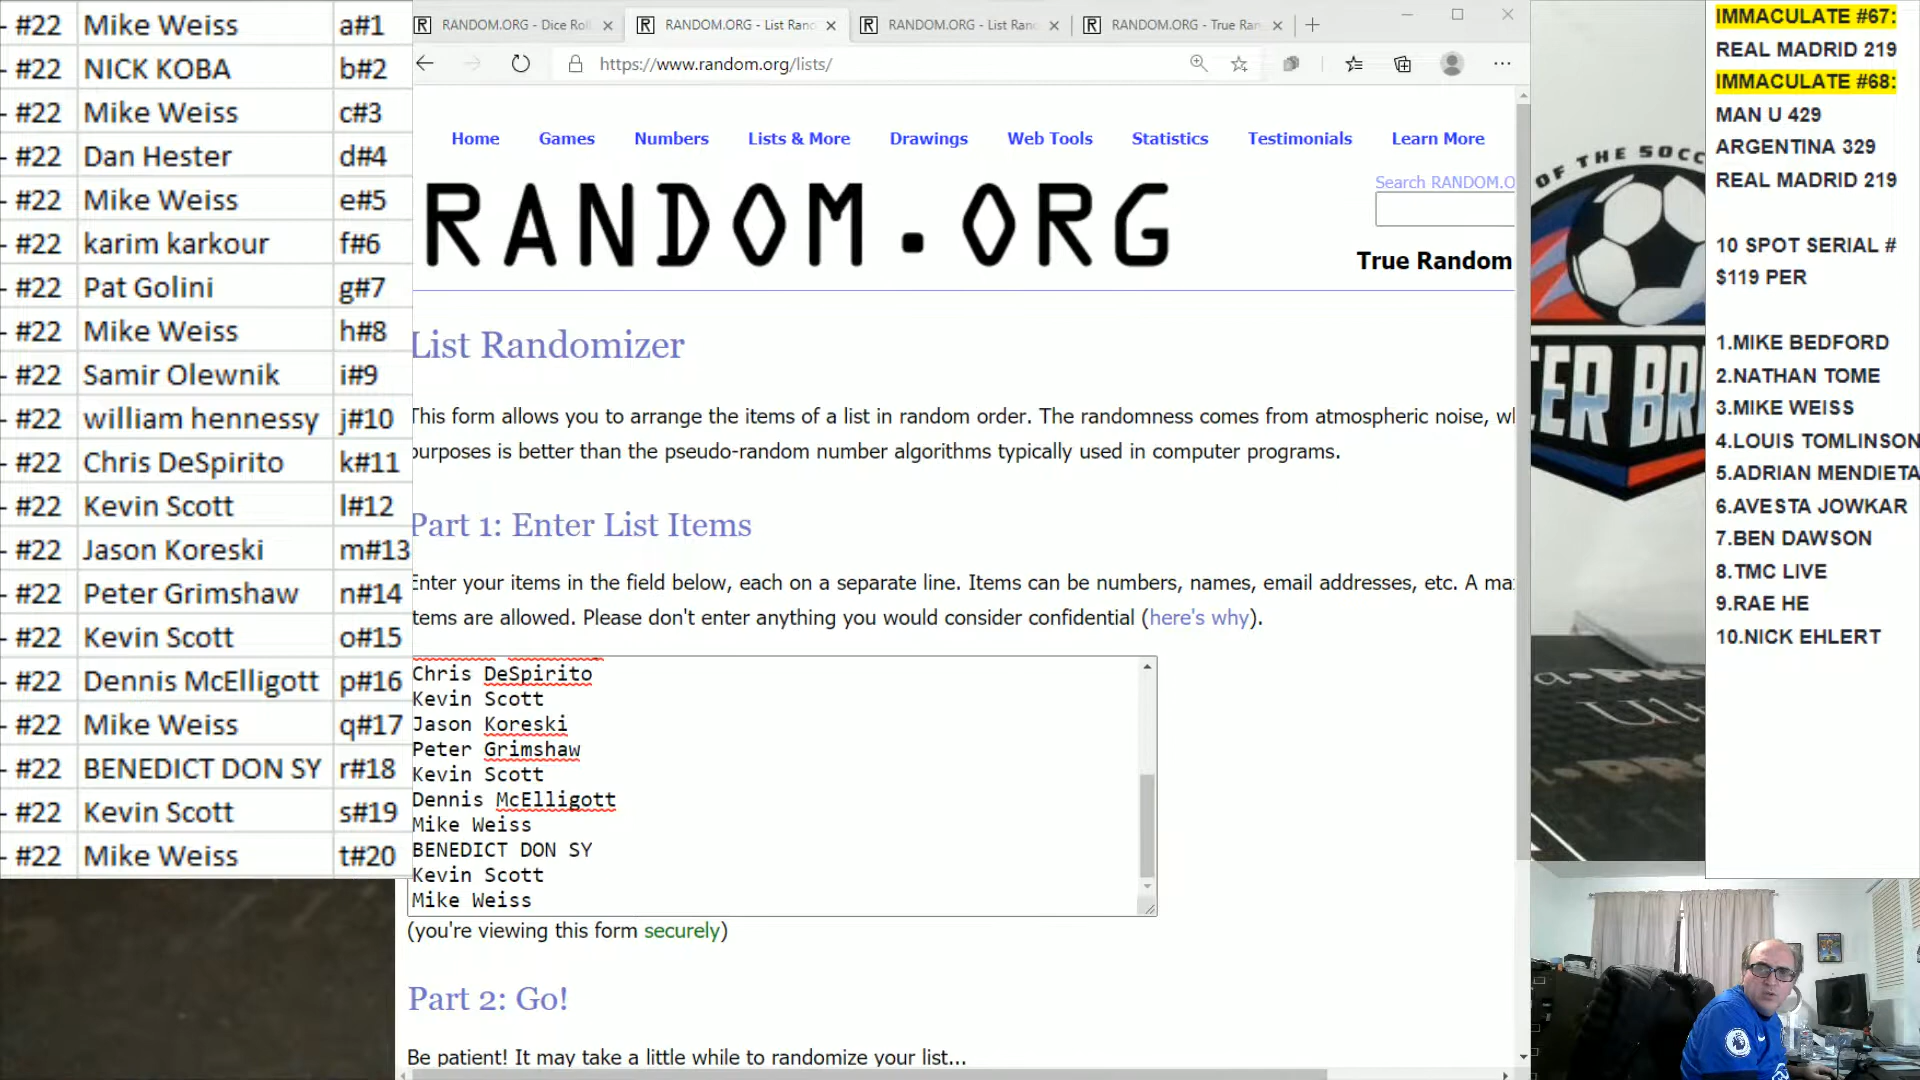 - #22 Mike Weiss a#1
- #22 NICK KOBA b#2
- #22 Mike Weiss c#3
- #22 Dan Hester d#4
- #22 Mike Weiss e#5
- #22 karim karkour f#6
- #22 Pat Golini g#7
- #22 Mike Weiss h#8
- #22 Samir Olewnik i#9
- #22 william hennessy j#10
- #22 Chris DeSpirito k#11
- #22 Kevin Scott l#12
- #22 Jason Koreski m#13
- #22 Peter Grimshaw n#14
- #22 Kevin Scott o#15
- #22 Dennis McElligott p#16
- #22 Mike Weiss q#17
- #22 BENEDICT DON SY r#18
- #22 Kevin Scott s#19
- #22 Mike Weiss t#20
RANDOM.ORG - Dice Rol
RANDOM.ORG - List Ran
RANDOM.ORG - List Ran
RANDOM.ORG - True Ran
https://www.random.org/lists/
Home Games Numbers Lists & More Drawings Web Tools Statistics Testimonials Learn More
RANDOM.ORG
Search RANDOM.O
True Random
List Randomizer
This form allows you to arrange the items of a list in random order. The randomness comes from atmospheric noise, wh
purposes is better than the pseudo-random number algorithms typically used in computer programs.
Part 1: Enter List Items
Enter your items in the field below, each on a separate line. Items can be numbers, names, email addresses, etc. A ma
items are allowed. Please don't enter anything you would consider confidential (here's why).
Chris DeSpirito
Kevin Scott
Jason Koreski
Peter Grimshaw
Kevin Scott
Dennis McElligott
Mike Weiss
BENEDICT DON SY
Kevin Scott
Mike Weiss
(you're viewing this form securely)
Part 2: Go!
Be patient! It may take a little while to randomize your list...
OF THE SOCC
CER BR
IMMACULATE #67:
REAL MADRID 219
IMMACULATE #68:
MAN U 429
ARGENTINA 329
REAL MADRID 219
10 SPOT SERIAL #
$119 PER
1.MIKE BEDFORD
2.NATHAN TOME
3.MIKE WEISS
4.LOUIS TOMLINSON
5.ADRIAN MENDIETA
6.AVESTA JOWKAR
7.BEN DAWSON
8.TMC LIVE
9.RAE HE
10.NICK EHLERT